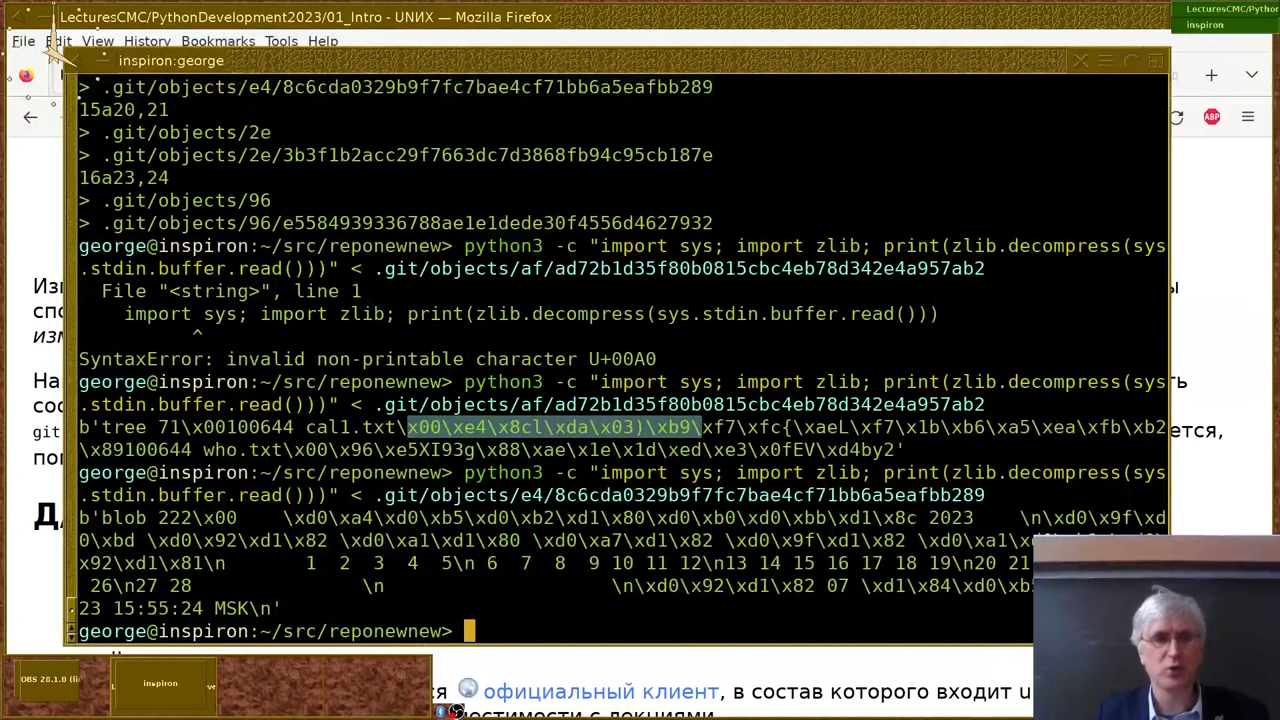 LecturesCMC/PythonDevelopment2023/01_Intro - UNИX — Mozilla Firefox
LecturesCMC/Python
inspiron
File Edit View History Bookmarks Tools Help
inspiron:george
> .git/objects/e4/8c6cda0329b9f7fc7bae4cf71bb6a5eafbb289
15a20,21
> .git/objects/2e
> .git/objects/2e/3b3f1b2acc29f7663dc7d3868fb94c95cb187e
16a23,24
> .git/objects/96
> .git/objects/96/e5584939336788ae1e1dede30f4556d4627932
george@inspiron:~/src/reponewnew> python3 -c "import sys; import zlib; print(zlib.decompress(sys
.stdin.buffer.read()))" < .git/objects/af/ad72b1d35f80b0815cbc4eb78d342e4a957ab2
File "<string>", line 1
import sys; import zlib; print(zlib.decompress(sys.stdin.buffer.read()))
^
SyntaxError: invalid non-printable character U+00A0
george@inspiron:~/src/reponewnew> python3 -c "import sys; import zlib; print(zlib.decompress(sys
.stdin.buffer.read()))" < .git/objects/af/ad72b1d35f80b0815cbc4eb78d342e4a957ab2
b'tree 71\x00100644 cal1.txt\x00\xe4\x8cl\xda\x03)\xb9\xf7\xfc{\xaeL\xf7\x1b\xb6\xa5\xea\xfb\xb2
\x89100644 who.txt\x00\x96\xe5XI93g\x88\xae\x1e\x1d\xed\xe3\x0fEV\xd4by2'
george@inspiron:~/src/reponewnew> python3 -c "import sys; import zlib; print(zlib.decompress(sys
.stdin.buffer.read()))" < .git/objects/e4/8c6cda0329b9f7fc7bae4cf71bb6a5eafbb289
b'blob 222\x00 \xd0\xa4\xd0\xb5\xd0\xb2\xd1\x80\xd0\xb0\xd0\xbb\xd1\x8c 2023 \n\xd0\x9f\xd
0\xbd \xd0\x92\xd1\x82 \xd0\xa1\xd1\x80 \xd0\xa7\xd1\x82 \xd0\x9f\xd1\x82 \xd0\xa1\x
x92\xd1\x81\n 1 2 3 4 5\n 6 7 8 9 10 11 12\n13 14 15 16 17 18 19\n20 21
26\n27 28 \n \n\xd0\x92\xd1\x82 07 \xd1\x84\xd0\xb
23 15:55:24 MSK\n'
george@inspiron:~/src/reponewnew>
OBS 28.1.0 (li
inspiron
официальный клиент, в состав которого входит u